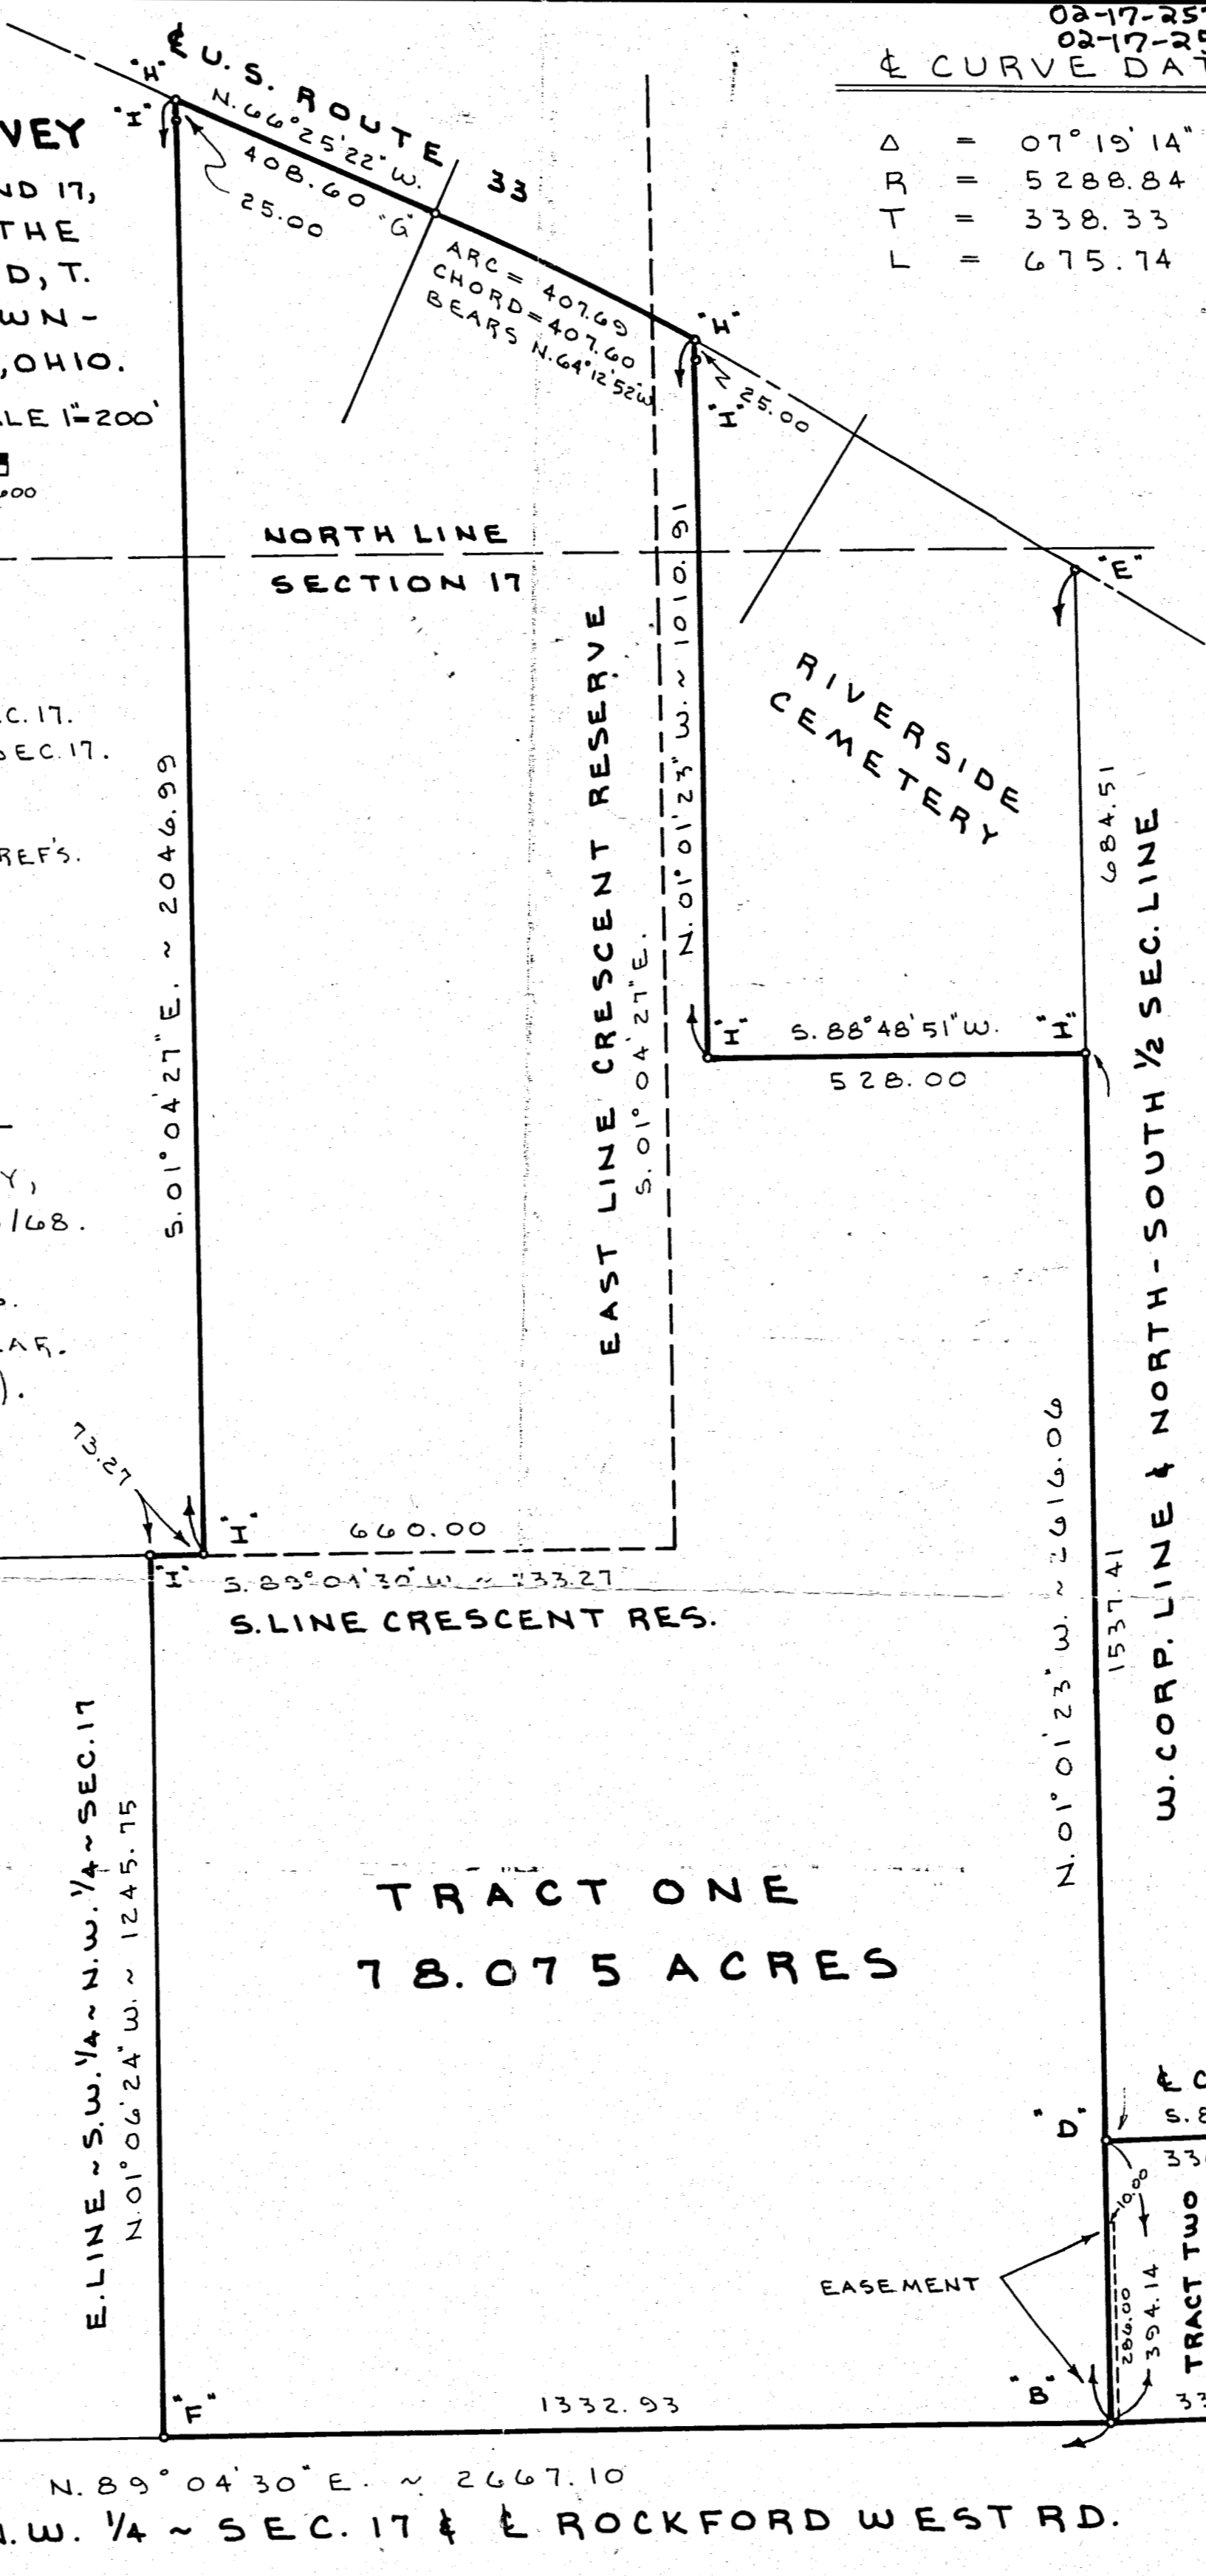 02-17-25
02-17-25
℄ CURVE DAT
Δ = 07° 19' 14"
R = 5288.84
T = 338.33
L = 675.74
VEY
ND 17,
THE
D, T.
WN-
, OHIO.
LE 1"=200'
600
℄ U.S. ROUTE 33
"H"
"I"
N. 66° 25' 22" W.
408.60
"G"
25.00
ARC = 407.69
CHORD = 407.60
BEARS N. 64° 12' 52" W
"H"
"I"
25.00
NORTH LINE
SECTION 17
"E"
RIVERSIDE
CEMETERY
C. 17.
SEC. 17.
REF'S.
Y,
/68.
S. 01° 04' 27" E. ~ 2046.99
EAST LINE CRESCENT RESERVE
S. 01° 04' 27" E.
N. 01° 01' 23" W. ~ 1010.91
684.51
"I"
S. 88° 48' 51" W.
"I"
528.00
W. CORP. LINE & NORTH - SOUTH 1/2 SEC. LINE
73.27
"I"
660.00
"I"
S. 89° 04' 30" W. ~ 733.27
S. LINE CRESCENT RES.
N. 01° 01' 23" W. ~ 2616.06
1537.41
E. LINE ~ S.W. 1/4 ~ N.W. 1/4 ~ SEC. 17
N. 01° 06' 24" W. ~ 1245.75
TRACT ONE
78.075 ACRES
℄ C
S. 8
"D"
33
10.00
EASEMENT
286.00
394.14
TRACT TWO
"B"
33
"F"
1332.93
N. 89° 04' 30" E. ~ 2667.10
N.W. 1/4 ~ SEC. 17 & ℄ ROCKFORD WEST RD.